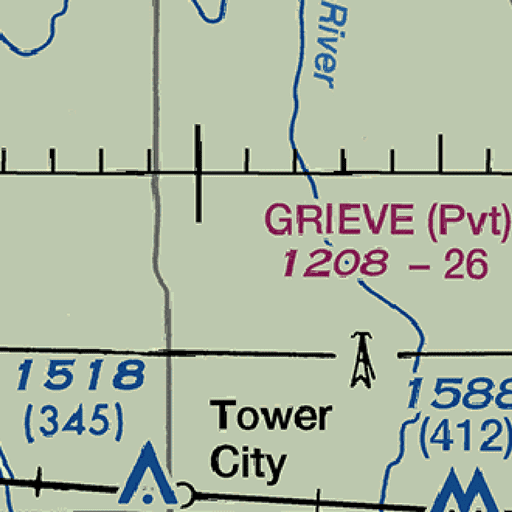 River
GRIEVE (Pvt)
1208 – 26
1518
(345)
1588
(412)
Tower
City